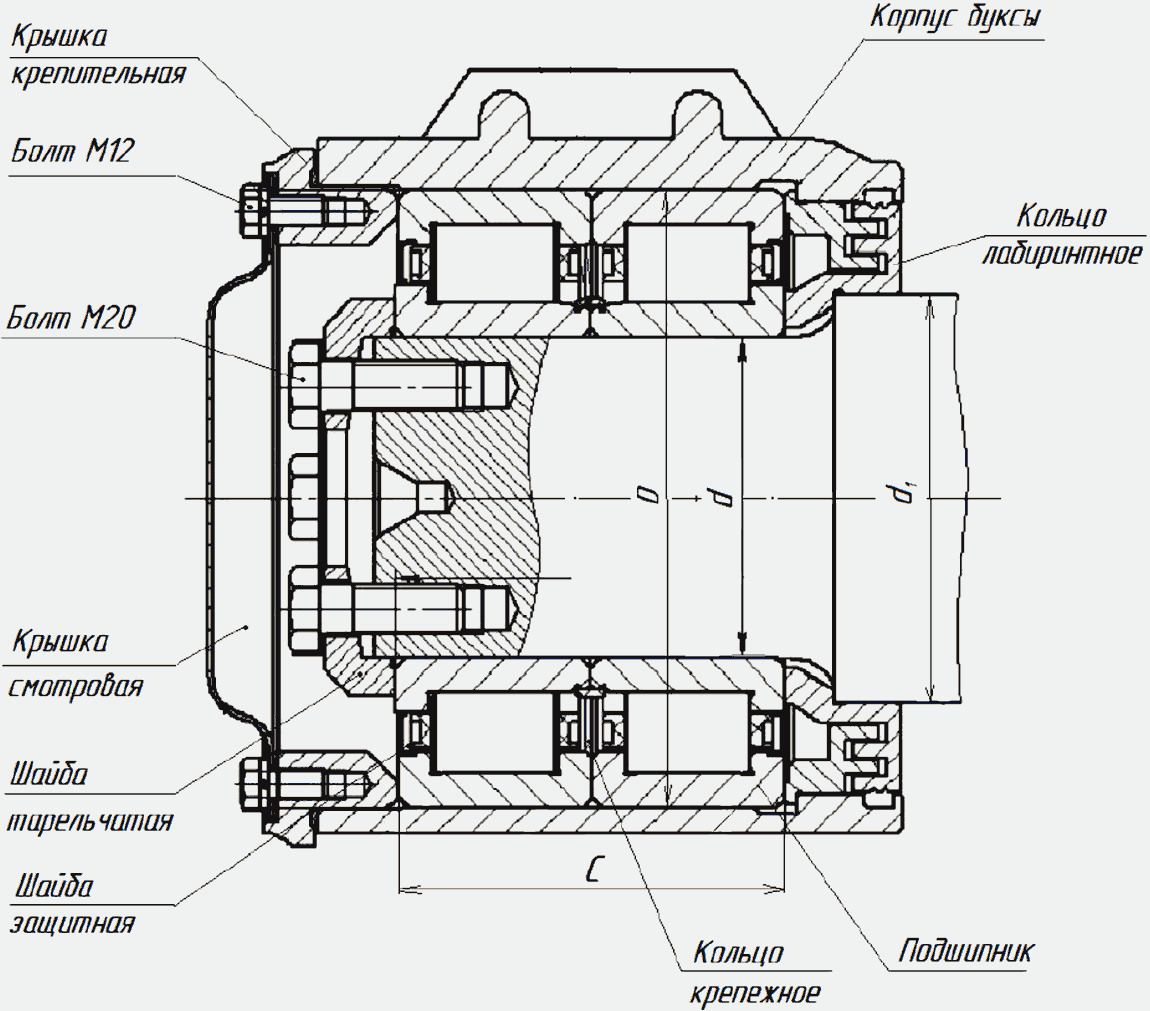 Корпус буксы
Крышка
крепительная
Болт М12
Кольцо
лабиринтное
Болт М20
D
d
d₁
Крышка
смотровая
Шайба
тарельчатая
Шайба
защитная
C
Кольцо
крепежное
Подшипник